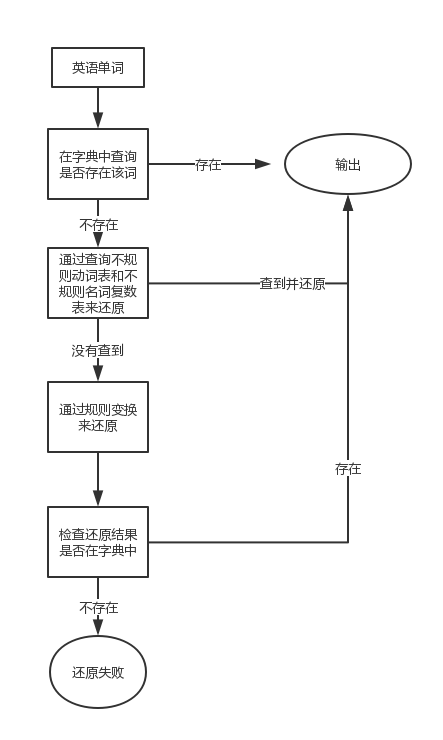 英语单词
在字典中查询
是否存在该词
存在
输出
不存在
通过查询不规
则动词表和不
规则名词复数
表来还原
查到并还原
没有查到
通过规则变换
来还原
存在
检查还原结果
是否在字典中
不存在
还原失败